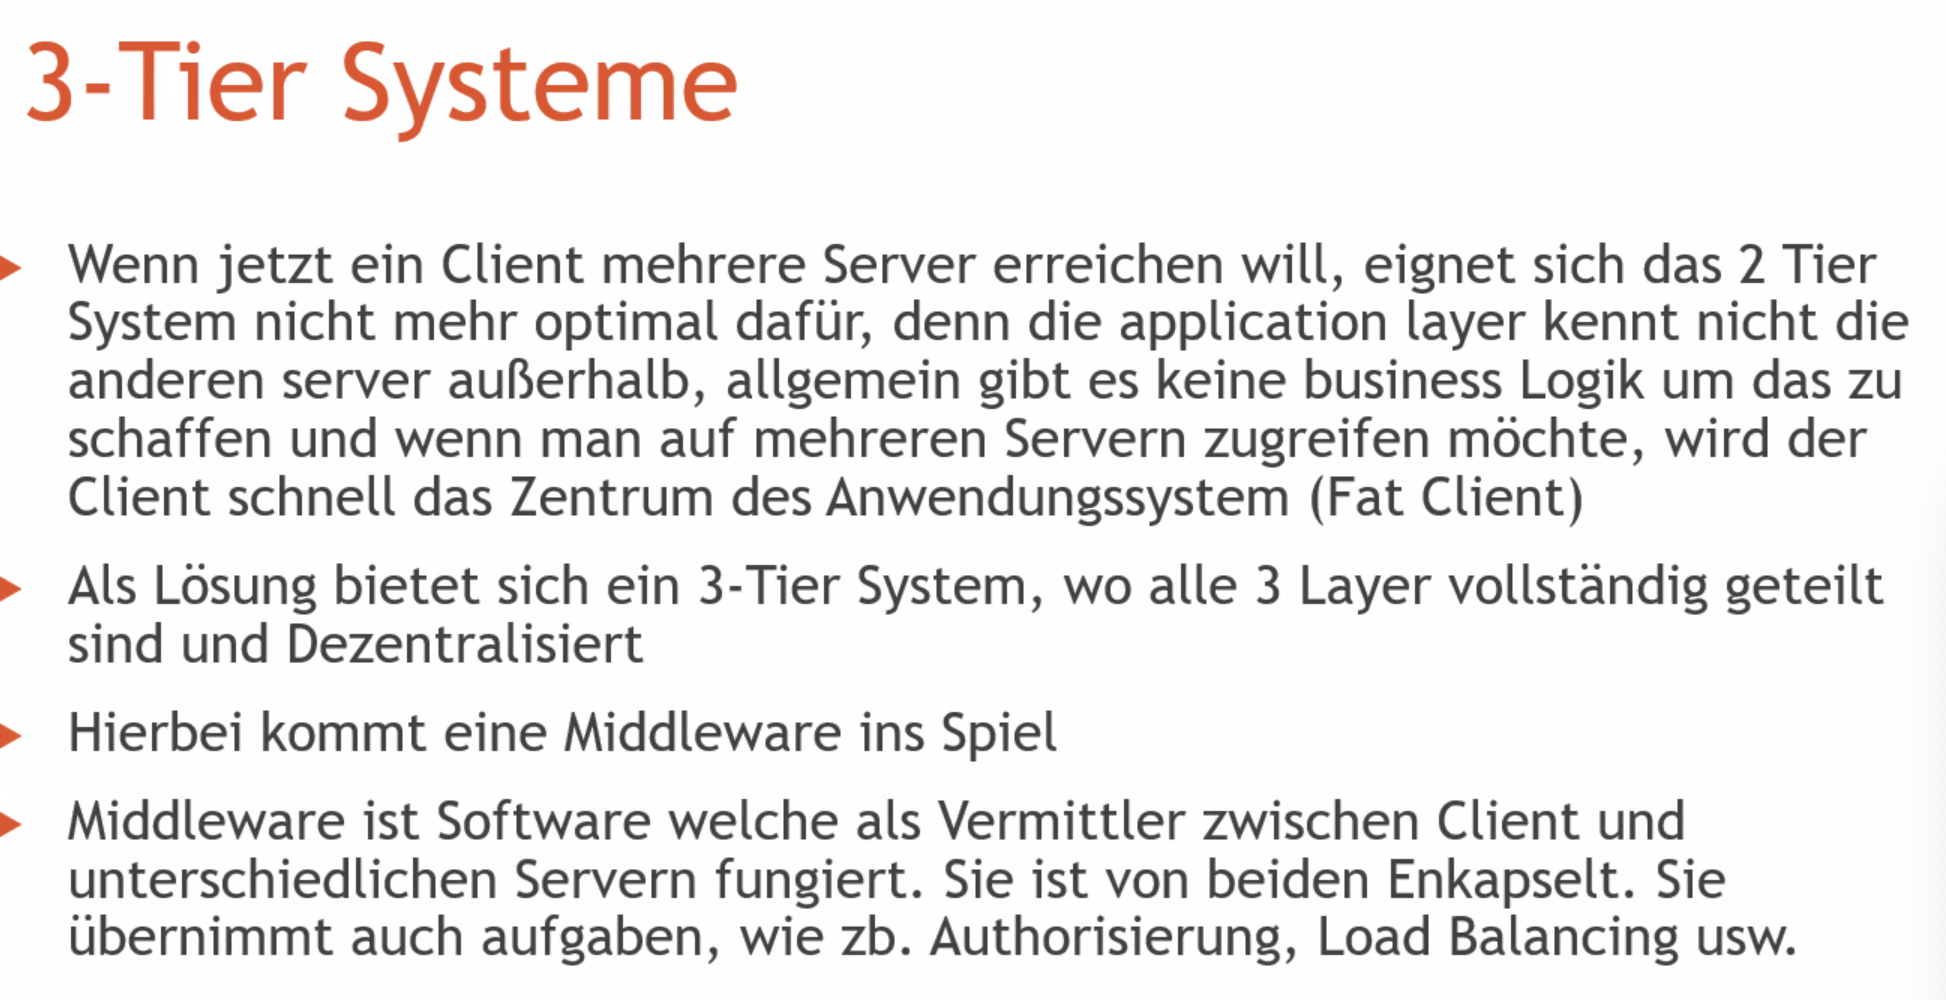 3-Tier Systeme
Wenn jetzt ein Client mehrere Server erreichen will, eignet sich das 2 Tier
System nicht mehr optimal dafür, denn die application layer kennt nicht die
anderen server außerhalb, allgemein gibt es keine business Logik um das zu
schaffen und wenn man auf mehreren Servern zugreifen möchte, wird der
Client schnell das Zentrum des Anwendungssystem (Fat Client)
Als Lösung bietet sich ein 3-Tier System, wo alle 3 Layer vollständig geteilt
sind und Dezentralisiert
Hierbei kommt eine Middleware ins Spiel
Middleware ist Software welche als Vermittler zwischen Client und
unterschiedlichen Servern fungiert. Sie ist von beiden Enkapselt. Sie
übernimmt auch aufgaben, wie zb. Authorisierung, Load Balancing usw.